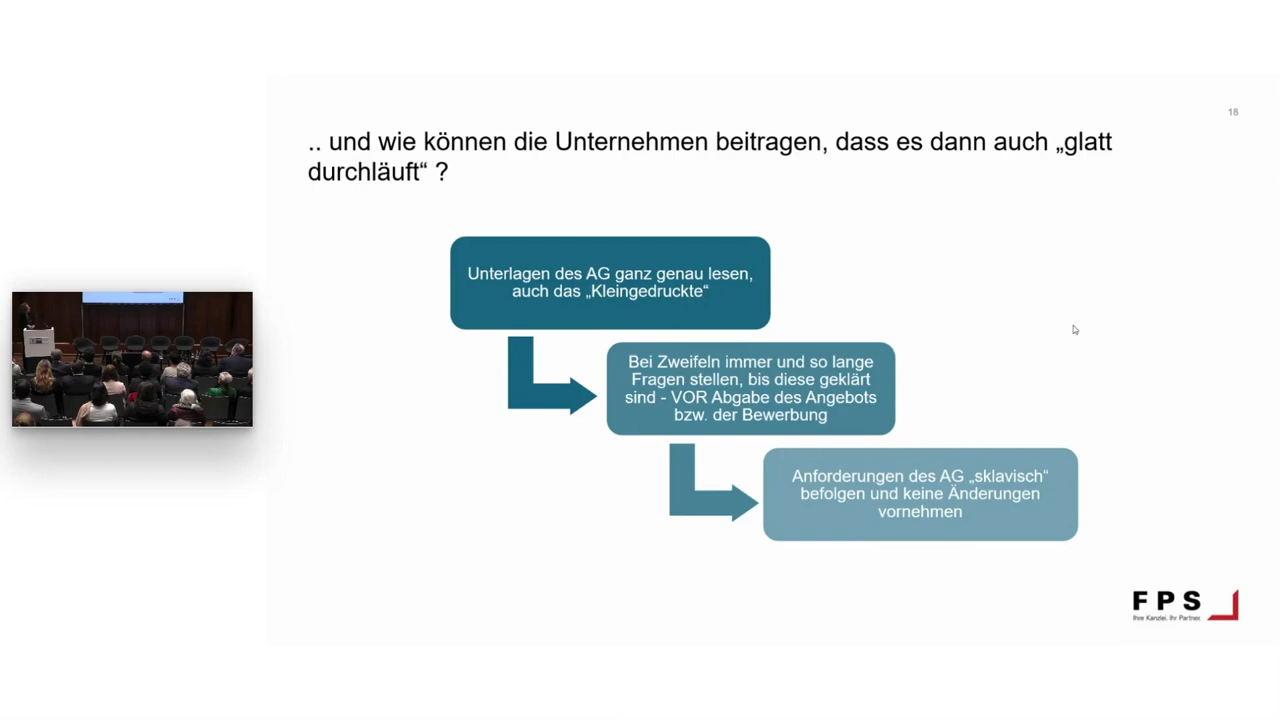 18
.. und wie können die Unternehmen beitragen, dass es dann auch „glatt
durchläuft“ ?
Unterlagen des AG ganz genau lesen,
auch das „Kleingedruckte“
Bei Zweifeln immer und so lange
Fragen stellen, bis diese geklärt
sind - VOR Abgabe des Angebots
bzw. der Bewerbung
Anforderungen des AG „sklavisch“
befolgen und keine Änderungen
vornehmen
FPS
Ihre Kanzlei. Ihr Partner.